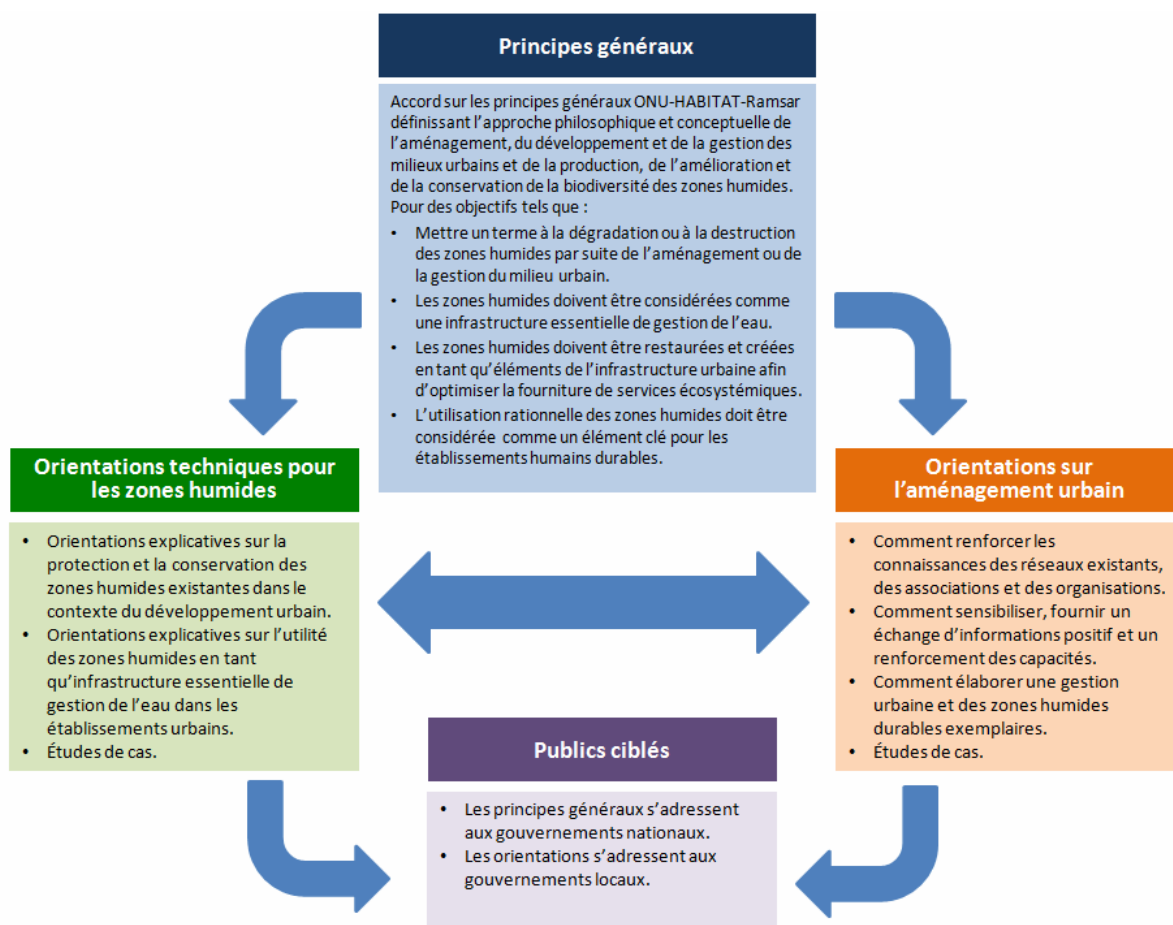 Principes généraux
Accord sur les principes généraux ONU-HABITAT-Ramsar
définissant l’approche philosophique et conceptuelle de
l’aménagement, du développement et de la gestion des
milieux urbains et de la production, de l’amélioration et
de la conservation de la biodiversité des zones humides.
Pour des objectifs tels que :
• Mettre un terme à la dégradation ou à la destruction
des zones humides par suite de l’aménagement ou de
la gestion du milieu urbain.
• Les zones humides doivent être considérées comme
une infrastructure essentielle de gestion de l’eau.
• Les zones humides doivent être restaurées et créées
en tant qu’éléments de l’infrastructure urbaine afin
d’optimiser la fourniture de services écosystémiques.
• L’utilisation rationnelle des zones humides doit être
considérée comme un élément clé pour les
établissements humains durables.
Orientations techniques pour
les zones humides
• Orientations explicatives sur la
protection et la conservation des
zones humides existantes dans le
contexte du développement urbain.
• Orientations explicatives sur l’utilité
des zones humides en tant
qu’infrastructure essentielle de
gestion de l’eau dans les
établissements urbains.
• Études de cas.
Orientations sur
l’aménagement urbain
• Comment renforcer les
connaissances des réseaux existants,
des associations et des organisations.
• Comment sensibiliser, fournir un
échange d’informations positif et un
renforcement des capacités.
• Comment élaborer une gestion
urbaine et des zones humides
durables exemplaires.
• Études de cas.
Publics ciblés
• Les principes généraux s’adressent
aux gouvernements nationaux.
• Les orientations s’adressent aux
gouvernements locaux.